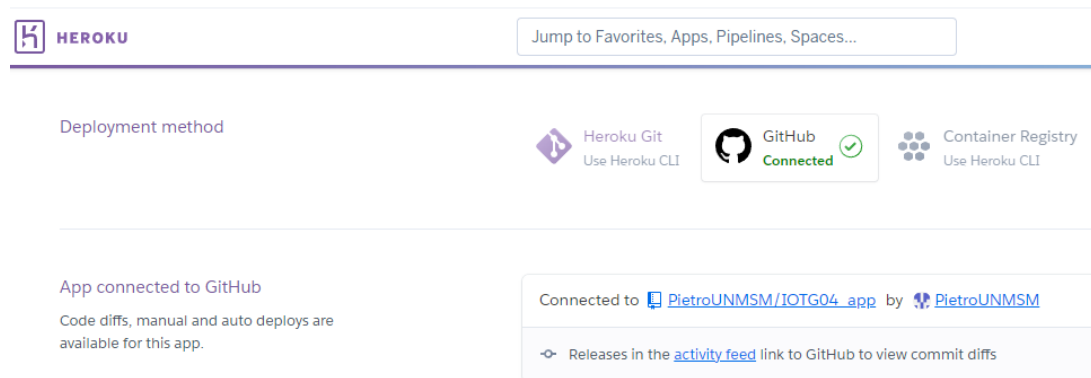 HEROKU
Jump to Favorites, Apps, Pipelines, Spaces...
Deployment method
Heroku Git
Use Heroku CLI
GitHub
Connected
Container Registry
Use Heroku CLI
App connected to GitHub
Code diffs, manual and auto deploys are
available for this app.
Connected to PietroUNMSM/IOTG04_app by PietroUNMSM
Releases in the activity feed link to GitHub to view commit diffs